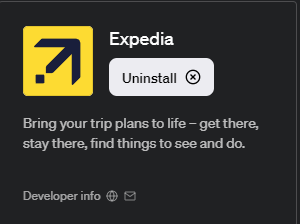 Expedia
Uninstall
Bring your trip plans to life – get there,
stay there, find things to see and do.
Developer info